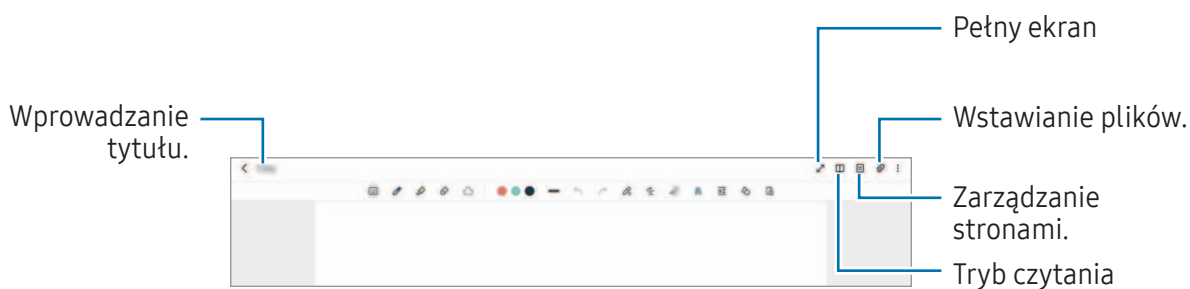 Pełny ekran
Wprowadzanie
tytułu.
Wstawianie plików.
Zarządzanie
stronami.
Tryb czytania